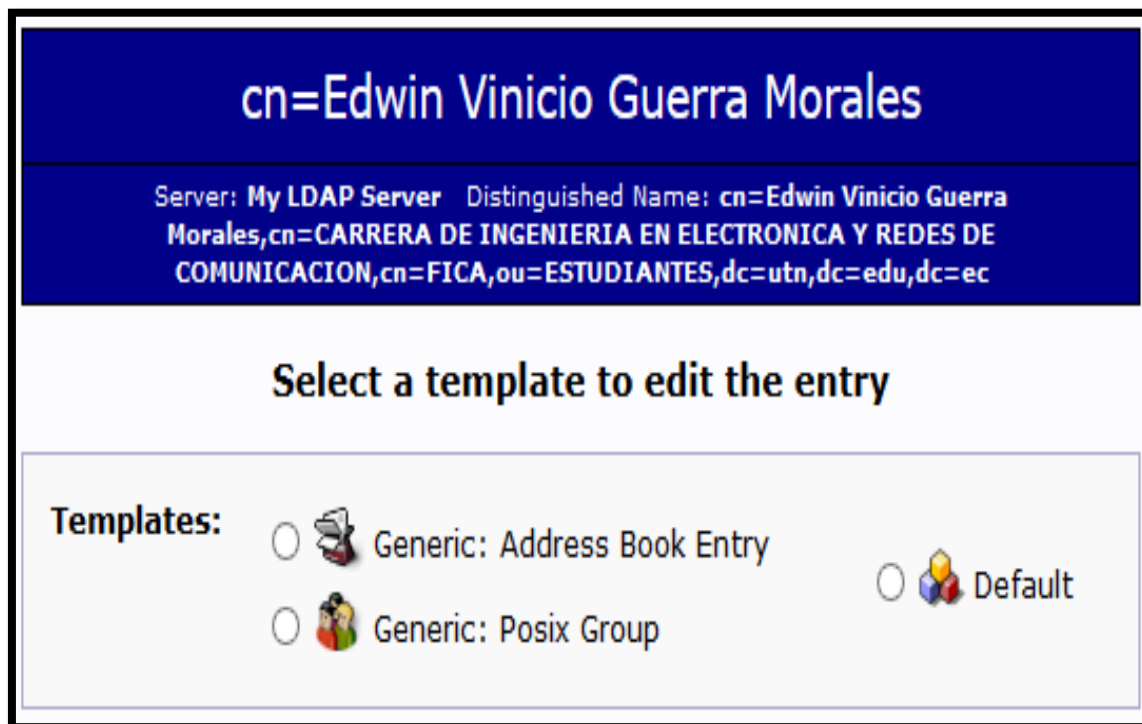 cn=Edwin Vinicio Guerra Morales
Server: My LDAP Server Distinguished Name: cn=Edwin Vinicio Guerra
Morales,cn=CARRERA DE INGENIERIA EN ELECTRONICA Y REDES DE
COMUNICACION,cn=FICA,ou=ESTUDIANTES,dc=utn,dc=edu,dc=ec
Select a template to edit the entry
Templates:
Generic: Address Book Entry
Generic: Posix Group
Default